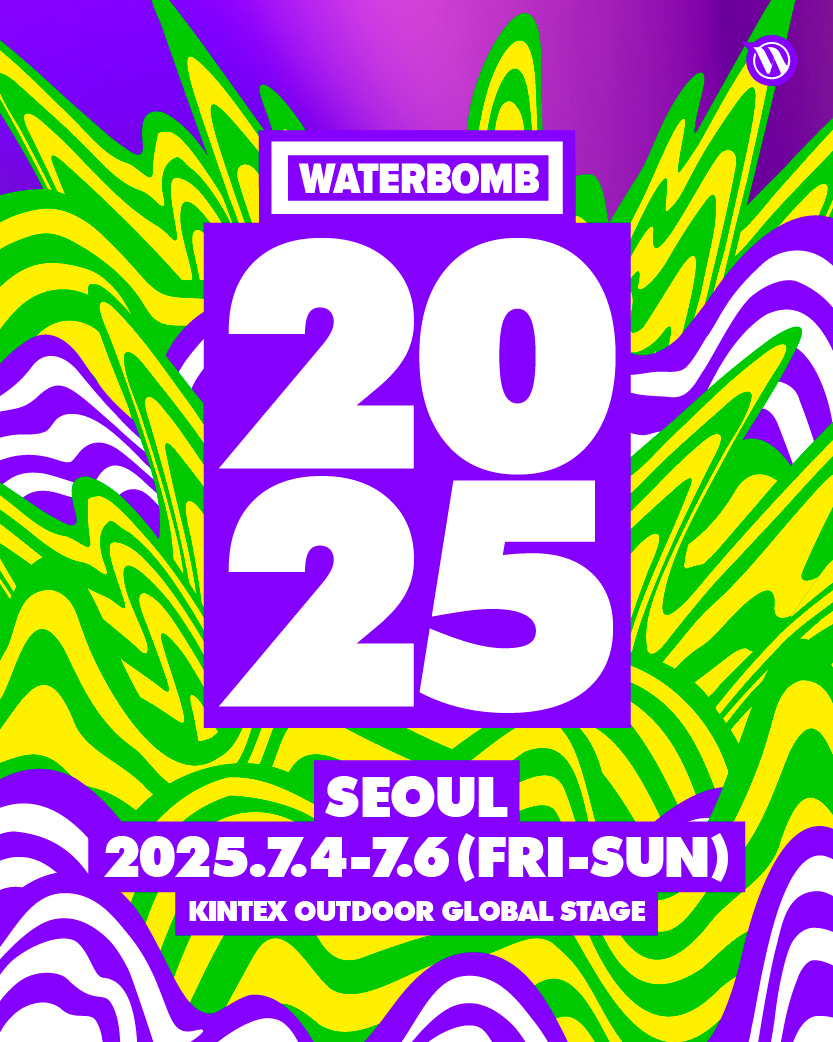 WATERBOMB
20
25
SEOUL
2025.7.4-7.6(FRI-SUN)
KINTEX OUTDOOR GLOBAL STAGE